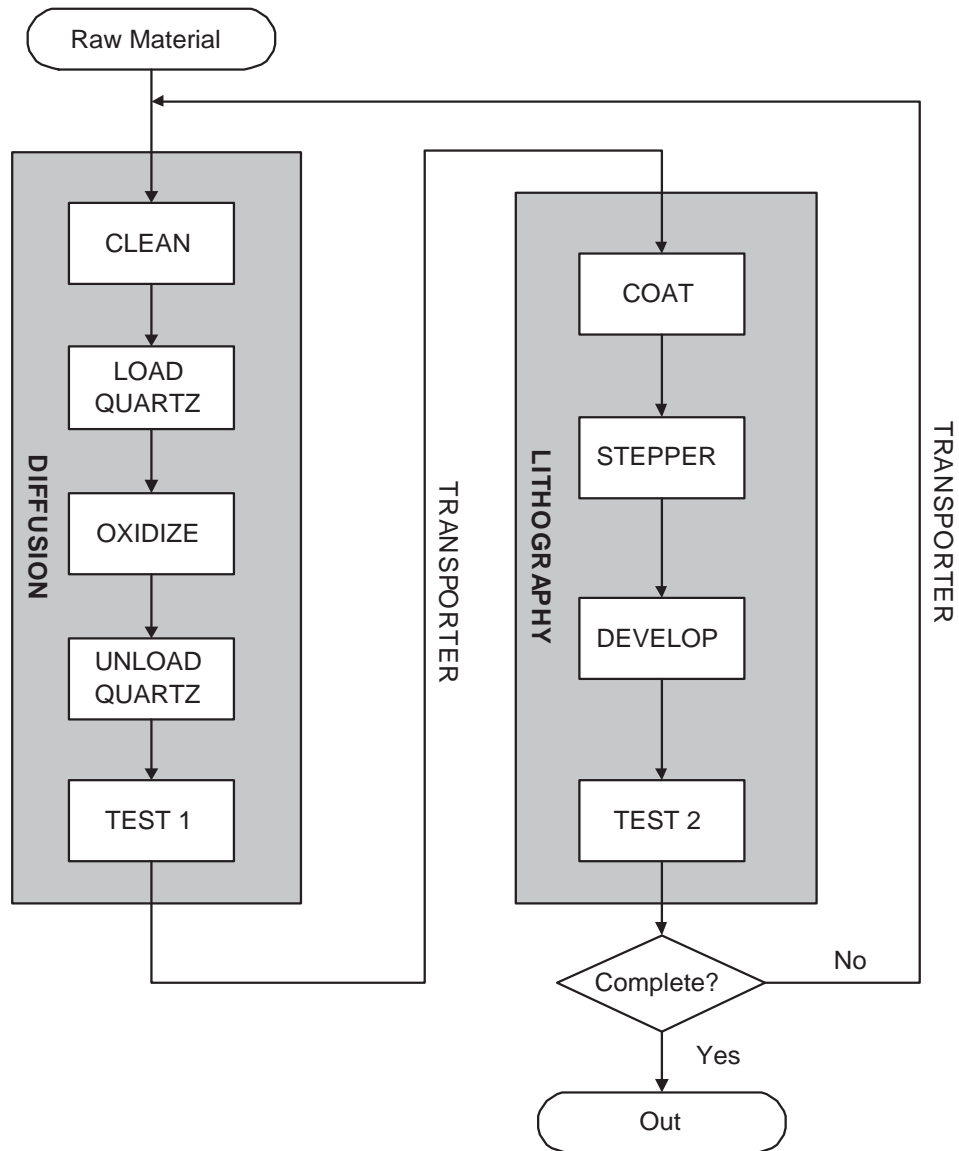 Raw Material
DIFFUSION
CLEAN
LOAD
QUARTZ
OXIDIZE
UNLOAD
QUARTZ
TEST 1
TRANSPORTER
LITHOGRAPHY
COAT
STEPPER
DEVELOP
TEST 2
Complete?
No
TRANSPORTER
Yes
Out